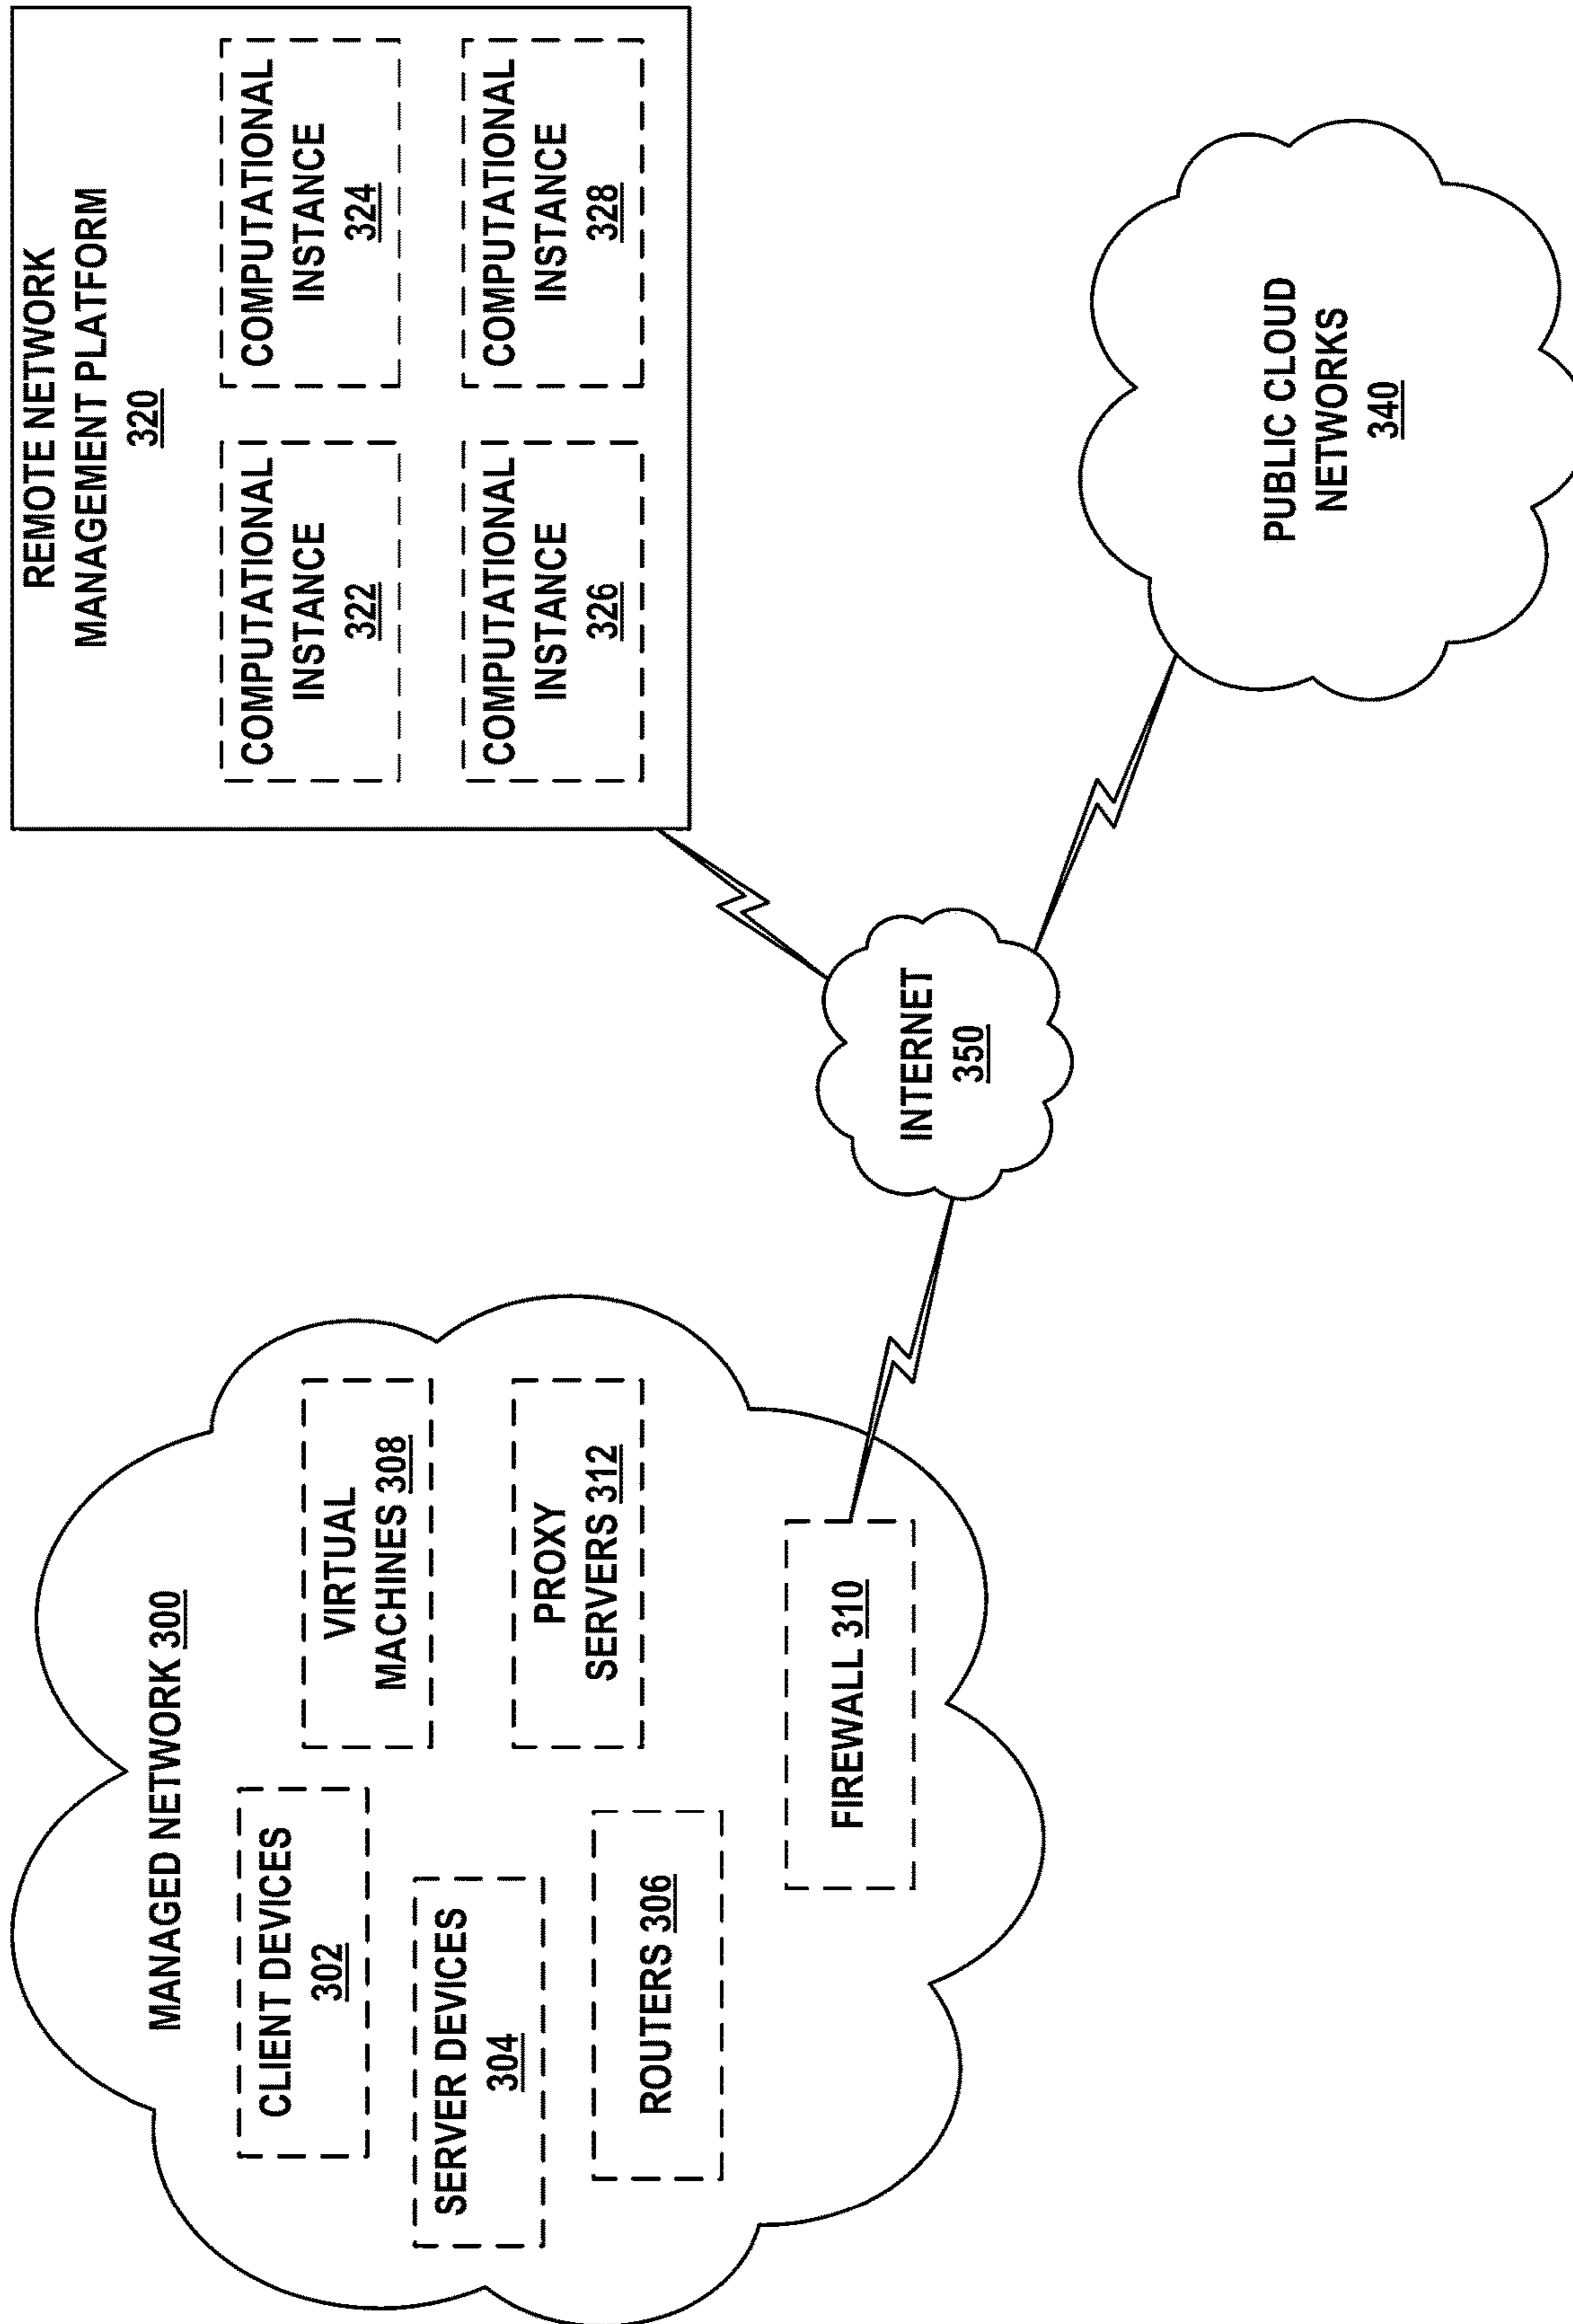 MANAGED NETWORK 300
CLIENT DEVICES
302
SERVER DEVICES
304
ROUTERS 306
VIRTUAL
MACHINES 308
PROXY
SERVERS 312
FIREWALL 310
INTERNET
350
REMOTE NETWORK
MANAGEMENT PLATFORM
320
COMPUTATIONAL
INSTANCE
322
COMPUTATIONAL
INSTANCE
324
COMPUTATIONAL
INSTANCE
326
COMPUTATIONAL
INSTANCE
328
PUBLIC CLOUD
NETWORKS
340